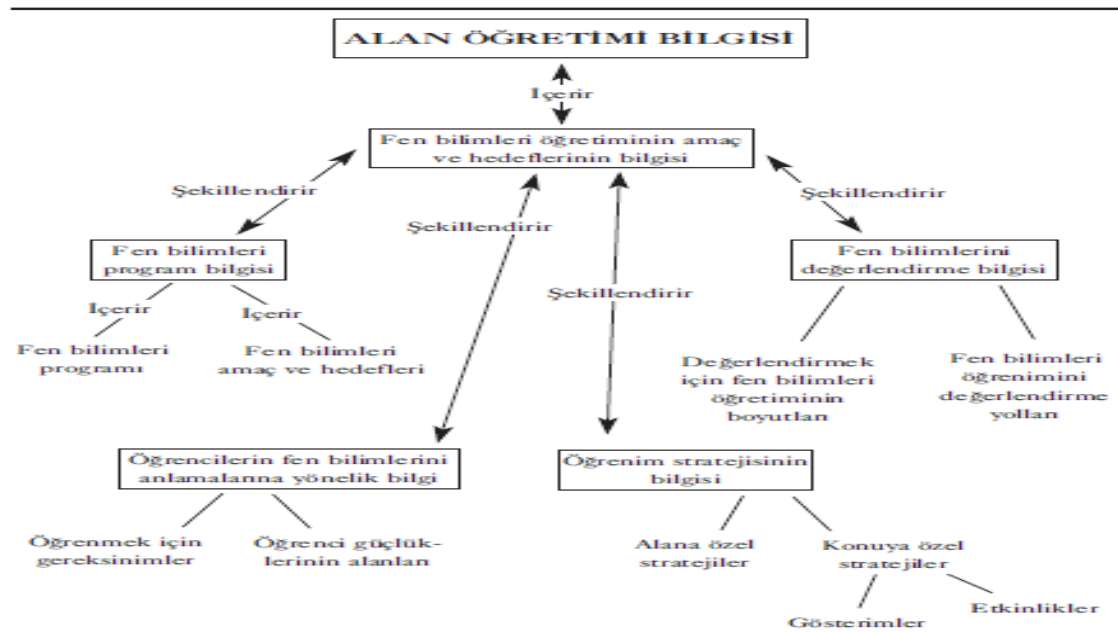 ALAN ÖĞRETİMİ BİLGİSİ
İçerir
Fen bilimleri öğretiminin amaç
ve hedeflerinin bilgisi
Şekillendirir
Şekillendirir
Şekillendirir
Şekillendirir
Fen bilimleri
program bilgisi
Fen bilimlerini
değerlendirme bilgisi
İçerir
İçerir
Fen bilimleri
programı
Fen bilimleri
amaç ve hedefleri
Değerlendirmek
için fen bilimleri
öğretiminin
boyutları
Fen bilimleri
öğrenimini
değerlendirme
yolları
Öğrencilerin fen bilimlerini
anlamalarına yönelik bilgi
Öğrenim stratejisinin
bilgisi
Öğrenmek için
gereksinimler
Öğrenci güçlük-
lerinin alanları
Alana özel
stratejiler
Konuya özel
stratejiler
Gösterimler
Etkinlikler